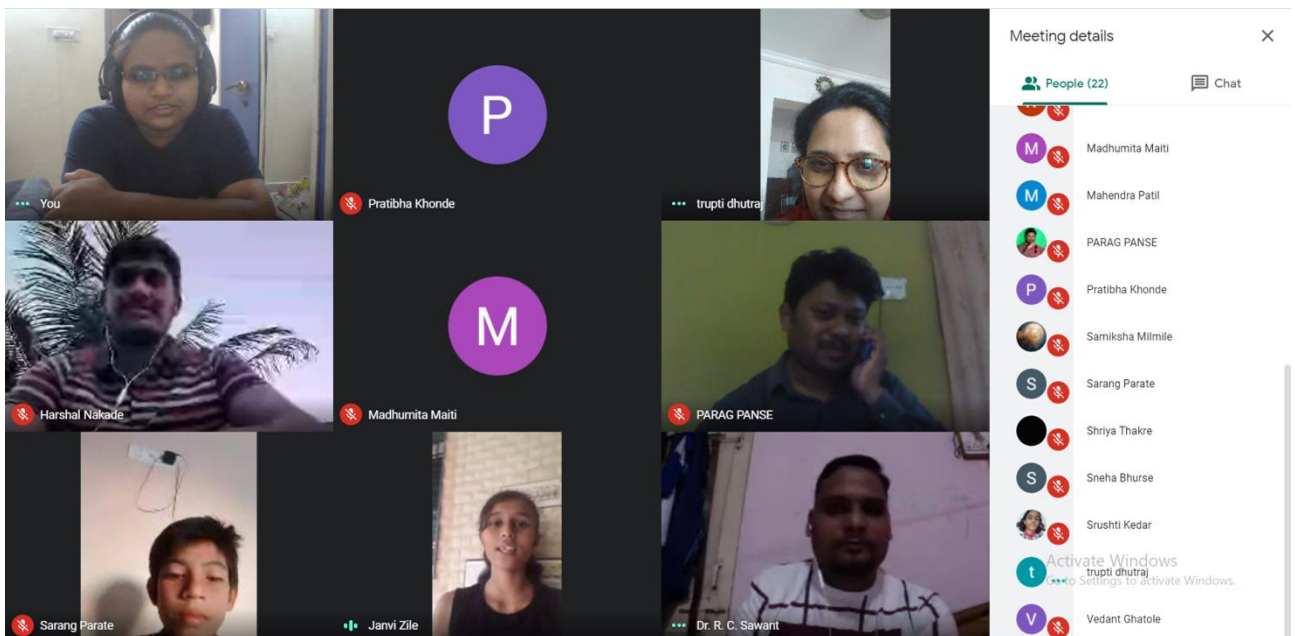 You
P
Pratibha Khonde
trupti dhutraj
Harshal Nakade
M
Madhumita Maiti
PARAG PANSE
Sarang Parate
Janvi Zile
Dr. R. C. Sawant
Meeting details
People (22)
Chat
M
Madhumita Maiti
M
Mahendra Patil
PARAG PANSE
P
Pratibha Khonde
Samiksha Milmile
S
Sarang Parate
Shriya Thakre
S
Sneha Bhurse
Srushti Kedar
Activate Windows
t
trupti dhutraj
Go to Settings to activate Windows.
V
Vedant Ghatole